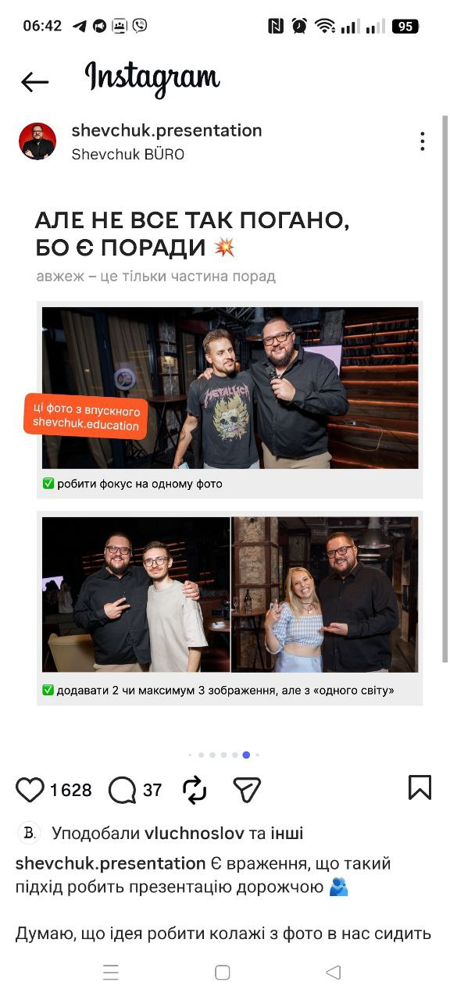 06:42
95
Instagram
shevchuk.presentation
Shevchuk BÜRO
АЛЕ НЕ ВСЕ ТАК ПОГАНО,
БО Є ПОРАДИ 💥
авжеж – це тільки частина порад
METALLICA
ці фото з впускного
shevchuk.education
✅ робити фокус на одному фото
✅ додавати 2 чи максимум 3 зображення, але з «одного світу»
1 628
37
B.
Уподобали vluchnoslov та інші
shevchuk.presentation Є враження, що такий
підхід робить презентацію дорожчою 🫂
Думаю, що ідея робити колажі з фото в нас сидить